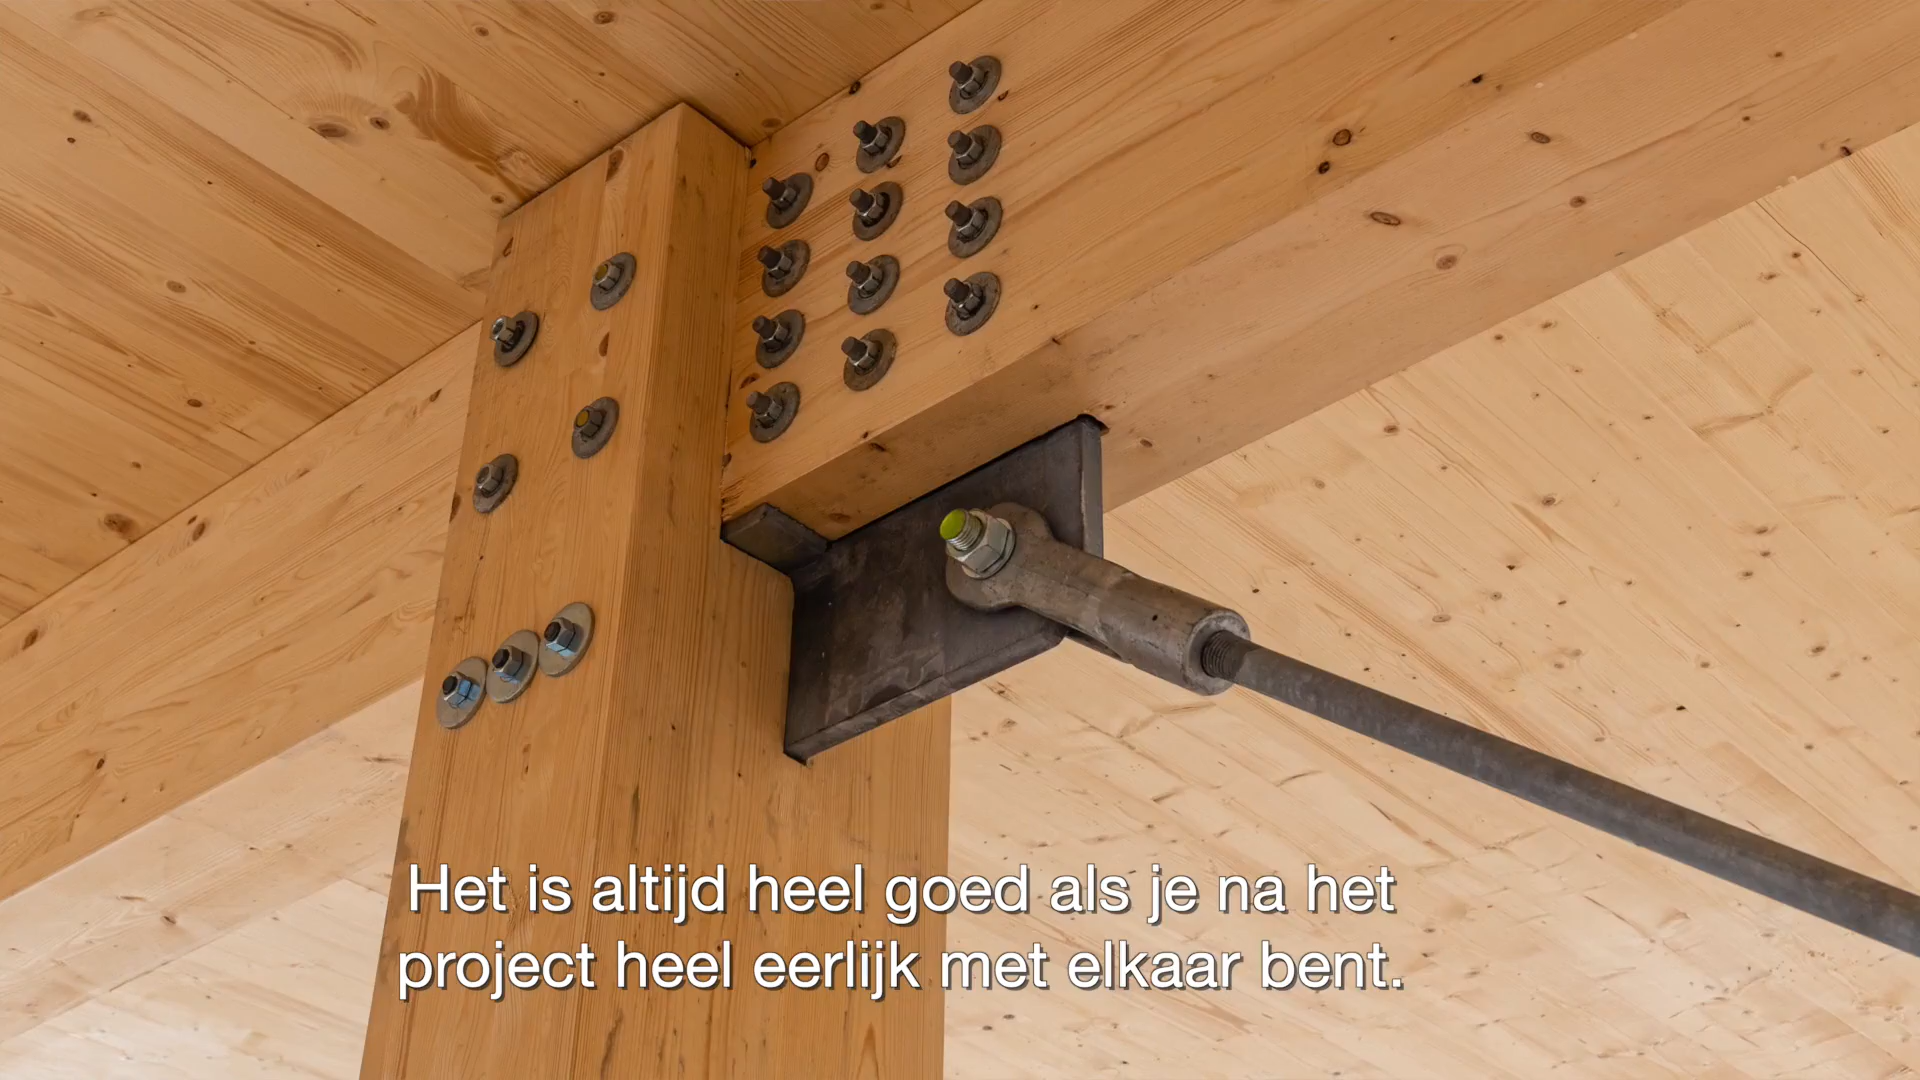 Het is altijd heel goed als je na het
project heel eerlijk met elkaar bent.